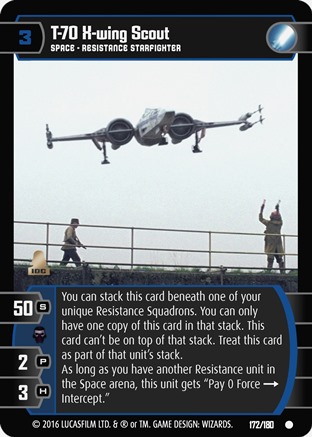 3
T-70 X-wing Scout
SPACE - RESISTANCE STARFIGHTER
IDC
50 S
2 P
3 H
You can stack this card beneath one of your
unique Resistance Squadrons. You can only
have one copy of this card in that stack. This
card can't be on top of that stack. Treat this card
as part of that unit's stack.
As long as you have another Resistance unit in
the Space arena, this unit gets “Pay 0 Force →
Intercept.”
© 2016 LUCASFILM LTD. & ® or TM. GAME DESIGN: WIZARDS.
172/180